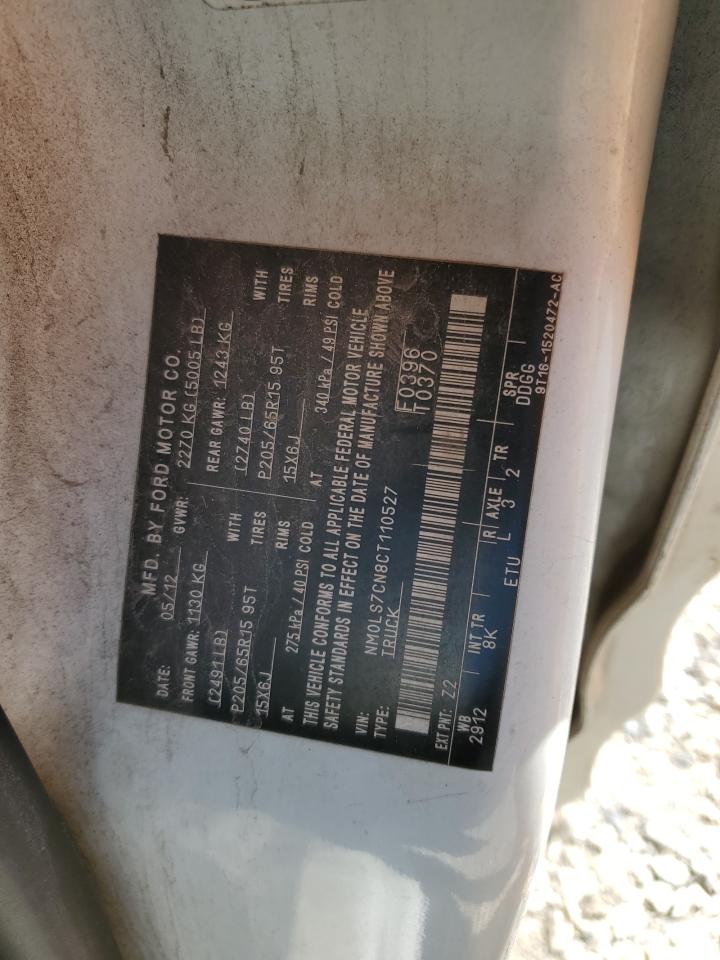 MFD. BY FORD MOTOR CO.
DATE: 05/12 GVWR: 2270 KG (5005 LB)
FRONT GAWR: 1130 KG REAR GAWR: 1243 KG
(2491LB) WITH (2740 LB) WITH
P205/65R15 95T TIRES P205/65R15 95T TIRES
15X6J RIMS 15X6J RIMS
AT 275 kPa / 40 PSI COLD AT 340 kPa / 49 PSI COLD
THIS VEHICLE CONFORMS TO ALL APPLICABLE FEDERAL MOTOR VEHICLE
SAFETY STANDARDS IN EFFECT ON THE DATE OF MANUFACTURE SHOWN ABOVE
VIN: NM0LS7CN8CT110527 F0396
TYPE: TRUCK T0370
EXT PNT: Z2
WB INT TR R AXLE TR SPR
2912 8K L 3 2 DDGG
ETU 9T16-1520472-AC